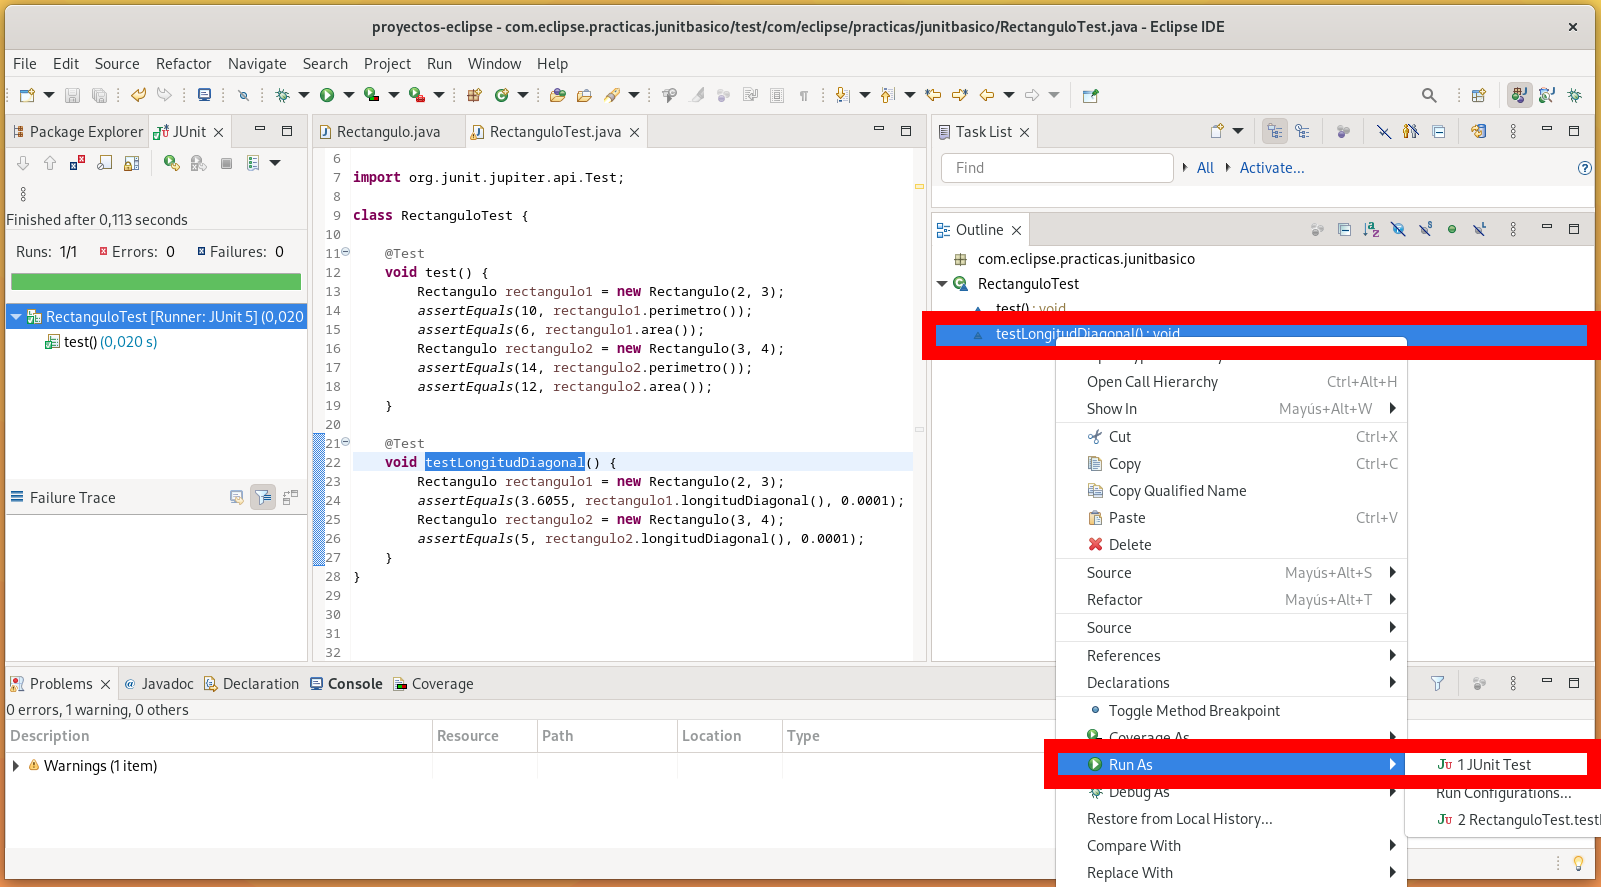 proyectos-eclipse - com.eclipse.practicas.junitbasico/test/com/eclipse/practicas/junitbasico/RectanguloTest.java - Eclipse IDE
File Edit Source Refactor Navigate Search Project Run Window Help
Package Explorer
JUnit
Finished after 0,113 seconds
Runs: 1/1 Errors: 0 Failures: 0
RectanguloTest [Runner: JUnit 5] (0,020
test() (0,020 s)
Failure Trace
Rectangulo.java
RectanguloTest.java
6
7 import org.junit.jupiter.api.Test;
8
9 class RectanguloTest {
10
11 @Test
12 void test() {
13 Rectangulo rectangulo1 = new Rectangulo(2, 3);
14 assertEquals(10, rectangulo1.perimetro());
15 assertEquals(6, rectangulo1.area());
16 Rectangulo rectangulo2 = new Rectangulo(3, 4);
17 assertEquals(14, rectangulo2.perimetro());
18 assertEquals(12, rectangulo2.area());
19 }
20
21 @Test
22 void testLongitudDiagonal() {
23 Rectangulo rectangulo1 = new Rectangulo(2, 3);
24 assertEquals(3.6055, rectangulo1.longitudDiagonal(), 0.0001);
25 Rectangulo rectangulo2 = new Rectangulo(3, 4);
26 assertEquals(5, rectangulo2.longitudDiagonal(), 0.0001);
27 }
28 }
29
30
31
32
Task List
Find
All
Activate...
Outline
com.eclipse.practicas.junitbasico
RectanguloTest
test() : void
testLongitudDiagonal() : void
Open Call Hierarchy Ctrl+Alt+H
Show In Mayús+Alt+W
Cut Ctrl+X
Copy Ctrl+C
Copy Qualified Name
Paste Ctrl+V
Delete
Source Mayús+Alt+S
Refactor Mayús+Alt+T
Source
References
Declarations
Toggle Method Breakpoint
Coverage As
Run As
Debug As
Restore from Local History...
Compare With
Replace With
1 JUnit Test
Run Configurations...
2 RectanguloTest.test
Problems
Javadoc
Declaration
Console
Coverage
0 errors, 1 warning, 0 others
Description Resource Path Location Type
Warnings (1 item)